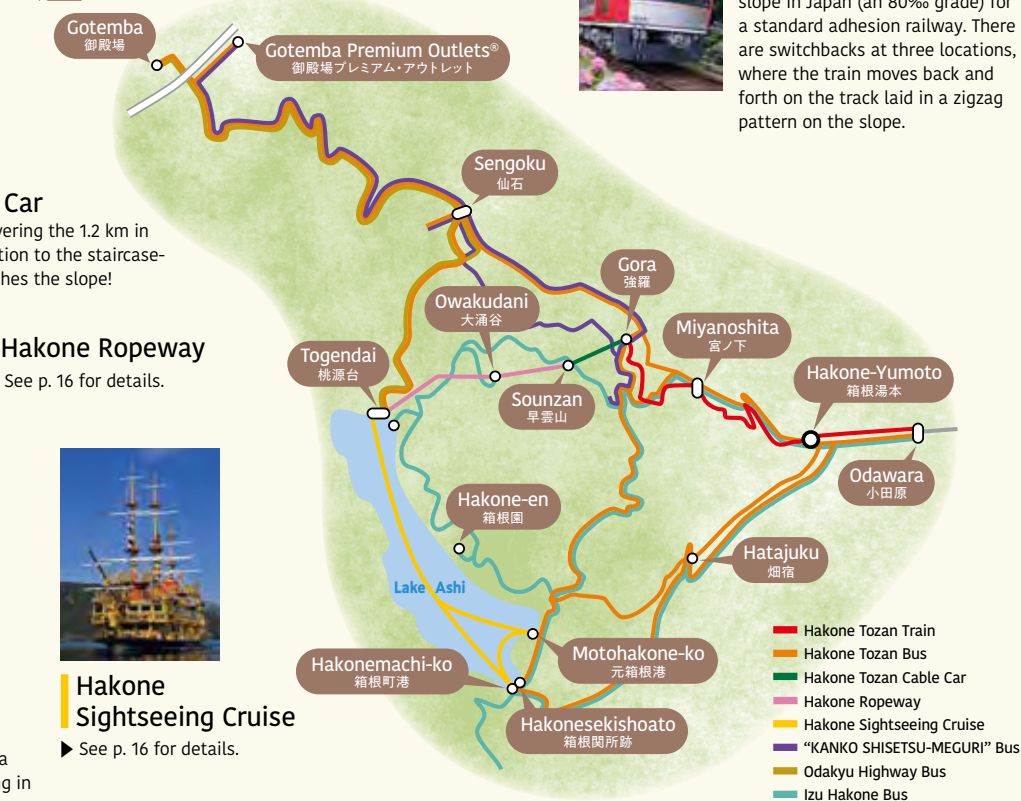 slope in Japan (an 80‰ grade) for
a standard adhesion railway. There
are switchbacks at three locations,
where the train moves back and
forth on the track laid in a zigzag
pattern on the slope.
Gotemba
御殿場
Gotemba Premium Outlets®
御殿場プレミアム・アウトレット
Sengoku
仙石
Car
vering the 1.2 km in
tion to the staircase-
hes the slope!
Gora
強羅
Owakudani
大涌谷
Miyanoshita
宮ノ下
Hakone Ropeway
See p. 16 for details.
Togendai
桃源台
Hakone-Yumoto
箱根湯本
Sounzan
早雲山
Odawara
小田原
Hakone-en
箱根園
Hatajuku
畑宿
Lake Ashi
Motohakone-ko
元箱根港
Hakonemachi-ko
箱根町港
Hakonesekishoato
箱根関所跡
Hakone
Sightseeing Cruise
▶ See p. 16 for details.
a
g in
Hakone Tozan Train
Hakone Tozan Bus
Hakone Tozan Cable Car
Hakone Ropeway
Hakone Sightseeing Cruise
“KANKO SHISETSU-MEGURI” Bus
Odakyu Highway Bus
Izu Hakone Bus